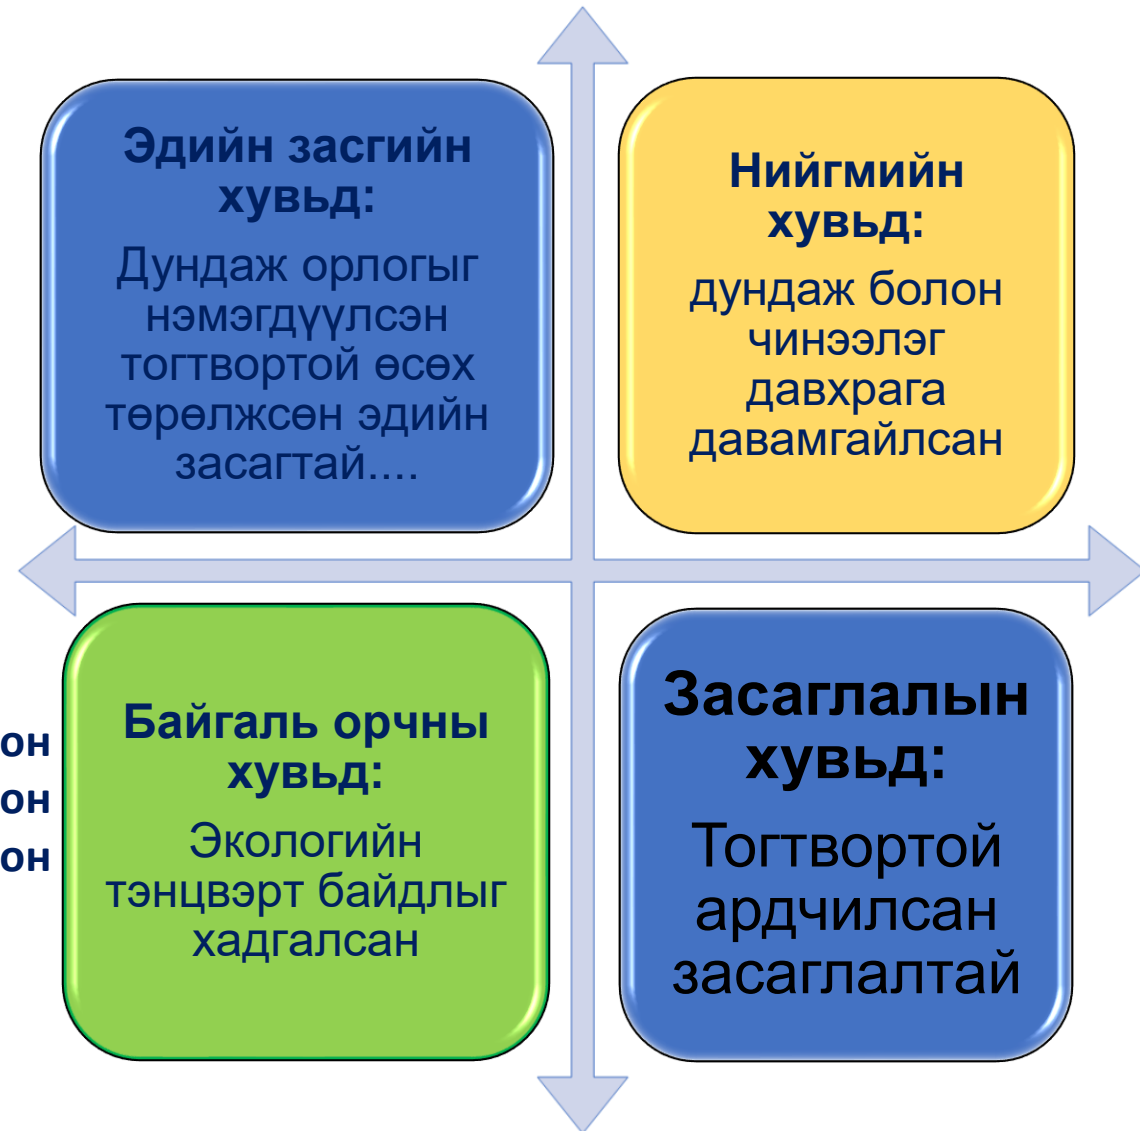 Эдийн засгийн
хувьд:
Дундаж орлогыг
нэмэгдүүлсэн
тогтвортой өсөх
төрөлжсөн эдийн
засагтай....
Нийгмийн
хувьд:
дундаж болон
чинээлэг
давхрага
давамгайлсан
он
он
он
Байгаль орчны
хувьд:
Экологийн
тэнцвэрт байдлыг
хадгалсан
Засаглалын
хувьд:
Тогтвортой
ардчилсан
засаглалтай